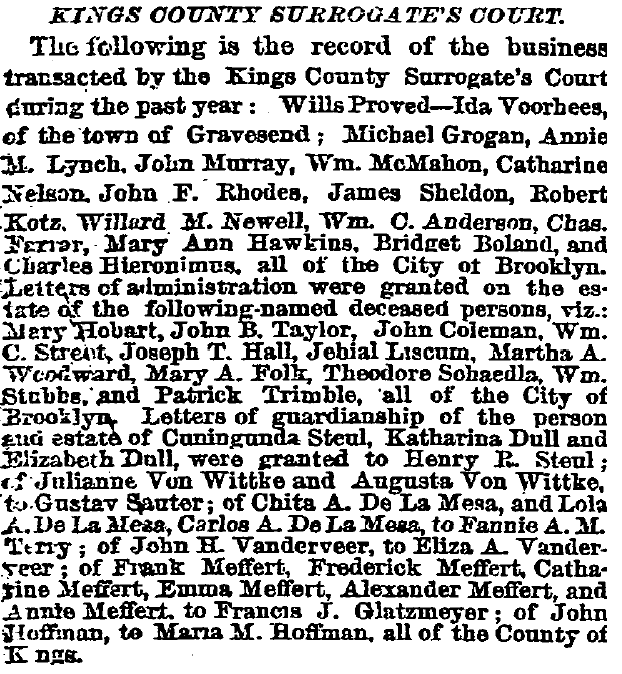 KINGS COUNTY SURROGATE'S COURT.
The following is the record of the business
transacted by the Kings County Surrogate's Court
during the past year: Wills Proved—Ida Voorhees,
of the town of Gravesend; Michael Grogan, Annie
M. Lynch, John Murray, Wm. McMahon, Catharine
Nelson, John F. Rhodes, James Sheldon, Robert
Kotz, Willard M. Newell, Wm. C. Anderson, Chas.
Ferrer, Mary Ann Hawkins, Bridget Boland, and
Charles Hieronimus, all of the City of Brooklyn.
Letters of administration were granted on the es-
tate of the following-named deceased persons, viz.:
Mary Hobart, John B. Taylor, John Coleman, Wm.
C. Street, Joseph T. Hall, Jehial Liscum, Martha A.
Woodward, Mary A. Folk, Theodore Schaedla, Wm.
Stubbs, and Patrick Trimble, all of the City of
Brooklyn. Letters of guardianship of the person
and estate of Cuningunda Steul, Katharina Dull and
Elizabeth Dull, were granted to Henry R. Steul;
of Julianne Von Wittke and Augusta Von Wittke,
to Gustav Sauter; of Chita A. De La Mesa, and Lola
A. De La Mesa, Carlos A. De La Mesa, to Fannie A. M.
Terry; of John H. Vanderveer, to Eliza A. Vander-
veer; of Frank Meffert, Frederick Meffert, Catha-
rine Meffert, Emma Meffert, Alexander Meffert, and
Annie Meffert, to Francis J. Glatzmeyer; of John
Hoffman, to Maria M. Hoffman, all of the County of
Kings.